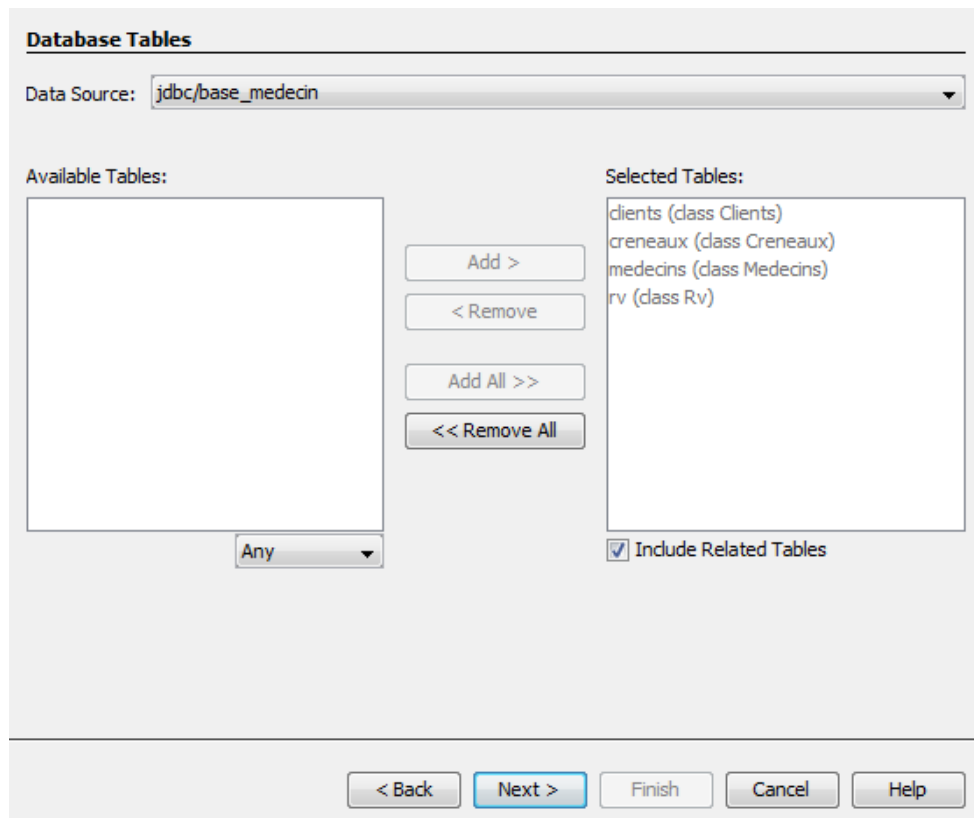 Database Tables
Data Source: jdbc/base_medecin
Available Tables:
Selected Tables:
clients (class Clients)
creneaux (class Creneaux)
medecins (class Medecins)
rv (class Rv)
Add >
< Remove
Add All >>
<< Remove All
Any
Include Related Tables
< Back Next > Finish Cancel Help